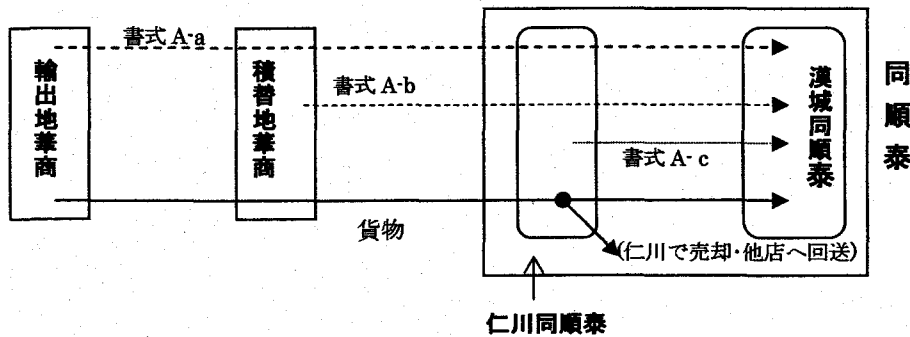 書式 A-a
輸出地華商
積替地華商
書式 A-b
漢城同順泰
同順泰
書式 A- c
貨物
(仁川で売却・他店へ回送)
仁川同順泰